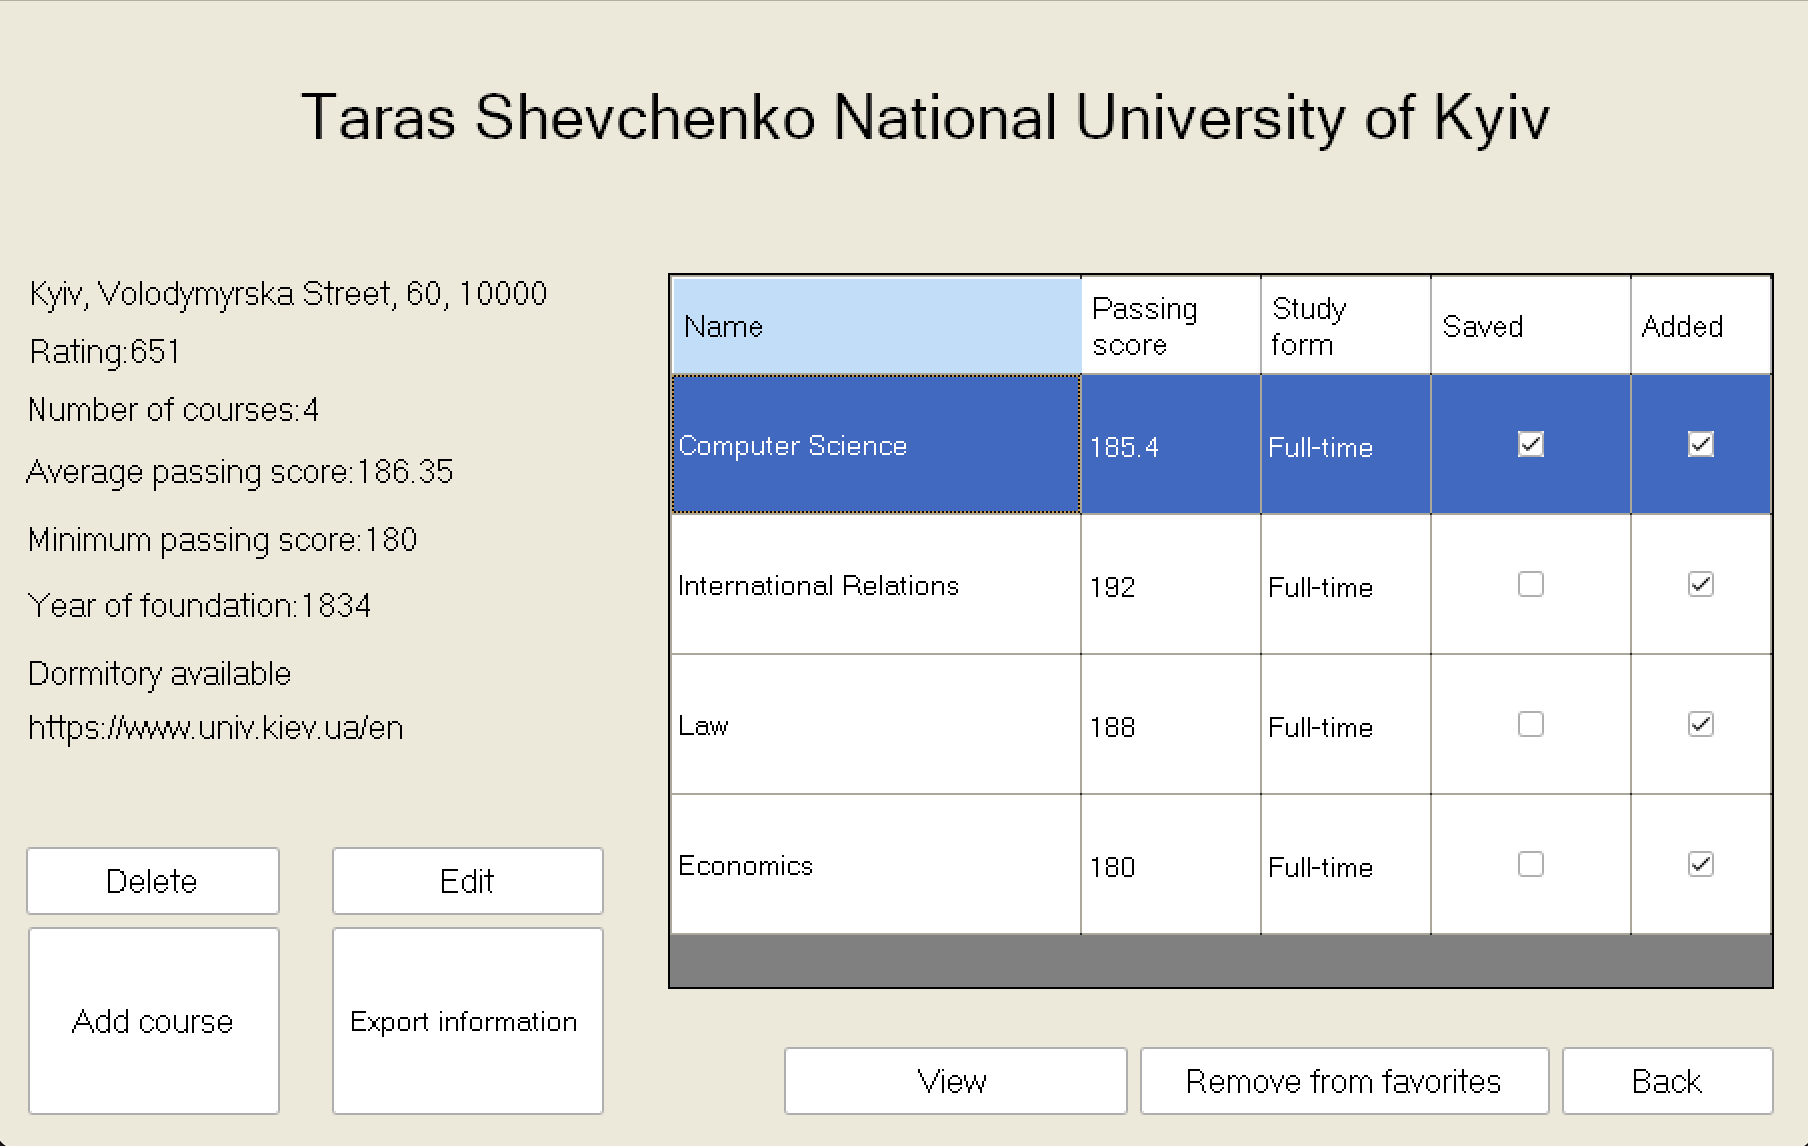 Taras Shevchenko National University of Kyiv
Kyiv, Volodymyrska Street, 60, 10000
Rating:651
Number of courses:4
Average passing score:186.35
Minimum passing score:180
Year of foundation:1834
Dormitory available
https://www.univ.kiev.ua/en
Name Passing score Study form Saved Added
Computer Science 185.4 Full-time
International Relations 192 Full-time
Law 188 Full-time
Economics 180 Full-time
Delete Edit
Add course Export information
View Remove from favorites Back